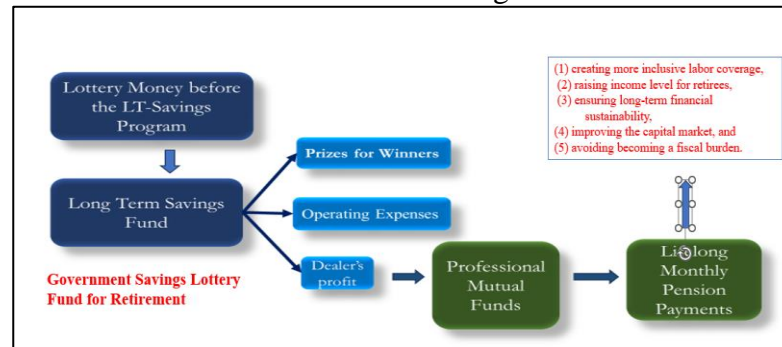 Lottery Money before
the LT-Savings
Program
Long Term Savings
Fund
Government Savings Lottery
Fund for Retirement
Prizes for Winners
Operating Expenses
Dealer's
profit
Professional
Mutual
Funds
(1) creating more inclusive labor coverage,
(2) raising income level for retirees,
(3) ensuring long-term financial
sustainability,
(4) improving the capital market, and
(5) avoiding becoming a fiscal burden.
Monthly
Pension
Payments